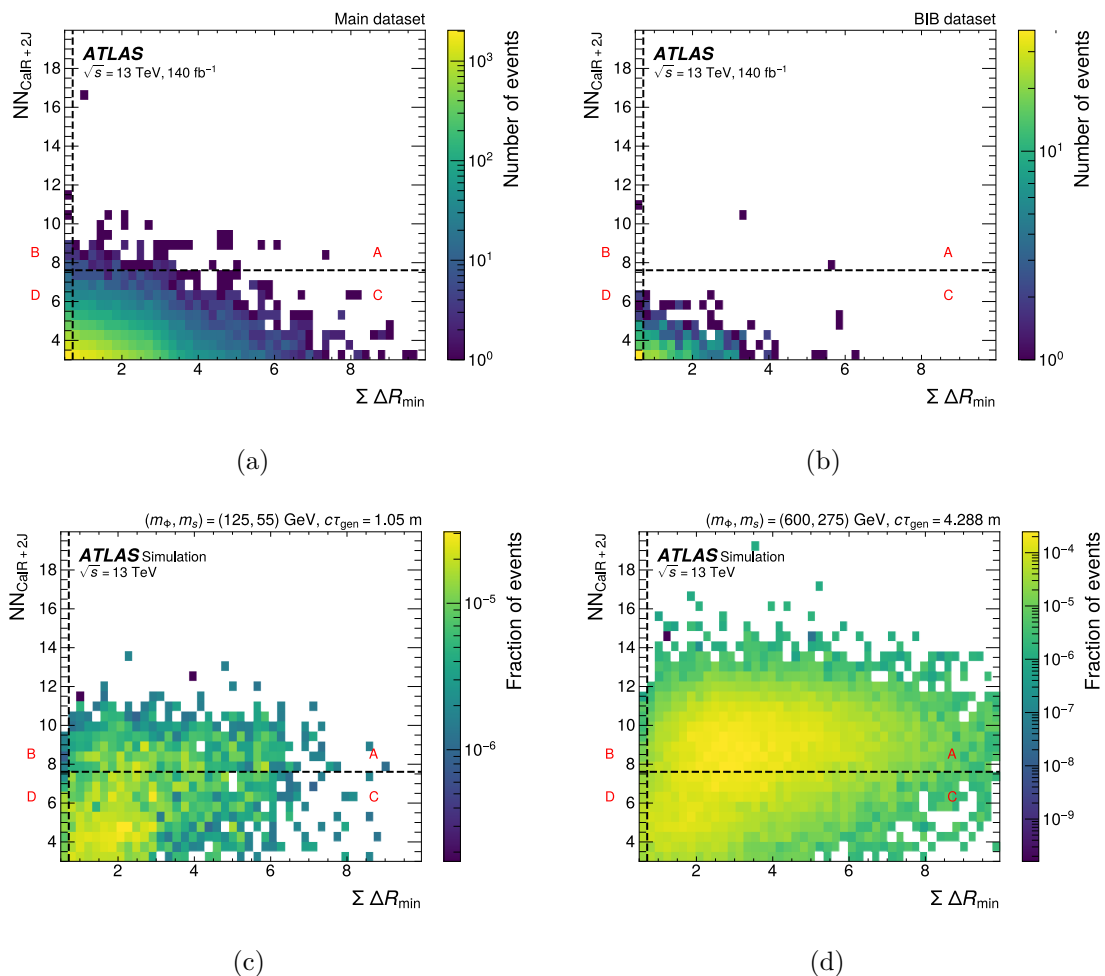 Main dataset
ATLAS
√s = 13 TeV, 140 fb⁻¹
NN_CalR + 2J
18
16
14
12
10
8
6
4
B
A
D
C
2 4 6 8
Σ ΔR_min
10³
10²
10¹
10⁰
Number of events
(a)
BIB dataset
ATLAS
√s = 13 TeV, 140 fb⁻¹
NN_CalR + 2J
18
16
14
12
10
8
6
4
B
A
D
C
2 4 6 8
Σ ΔR_min
10¹
10⁰
Number of events
(b)
(m_Φ, m_s) = (125, 55) GeV, cτ_gen = 1.05 m
ATLAS Simulation
√s = 13 TeV
NN_CalR + 2J
18
16
14
12
10
8
6
4
B
A
D
C
2 4 6 8
Σ ΔR_min
10⁻⁵
10⁻⁶
Fraction of events
(c)
(m_Φ, m_s) = (600, 275) GeV, cτ_gen = 4.288 m
ATLAS Simulation
√s = 13 TeV
NN_CalR + 2J
18
16
14
12
10
8
6
4
B
A
D
C
2 4 6 8
Σ ΔR_min
10⁻⁴
10⁻⁵
10⁻⁶
10⁻⁷
10⁻⁸
10⁻⁹
Fraction of events
(d)